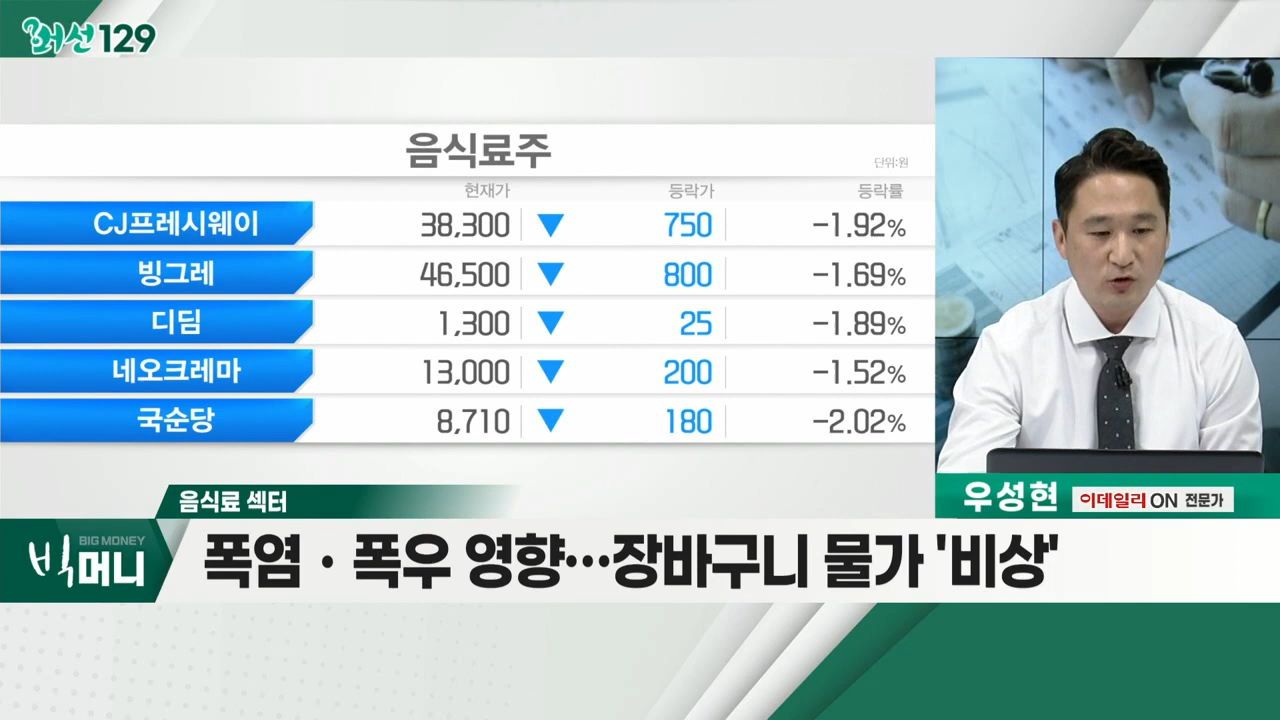 머선129
음식료주
단위:원
현재가 등락가 등락률
CJ프레시웨이 38,300 ▼ 750 -1.92%
빙그레 46,500 ▼ 800 -1.69%
디딤 1,300 ▼ 25 -1.89%
네오크레마 13,000 ▼ 200 -1.52%
국순당 8,710 ▼ 180 -2.02%
우성현 이데일리ON 전문가
음식료 섹터
BIG MONEY
빅머니
폭염·폭우 영향…장바구니 물가 '비상'